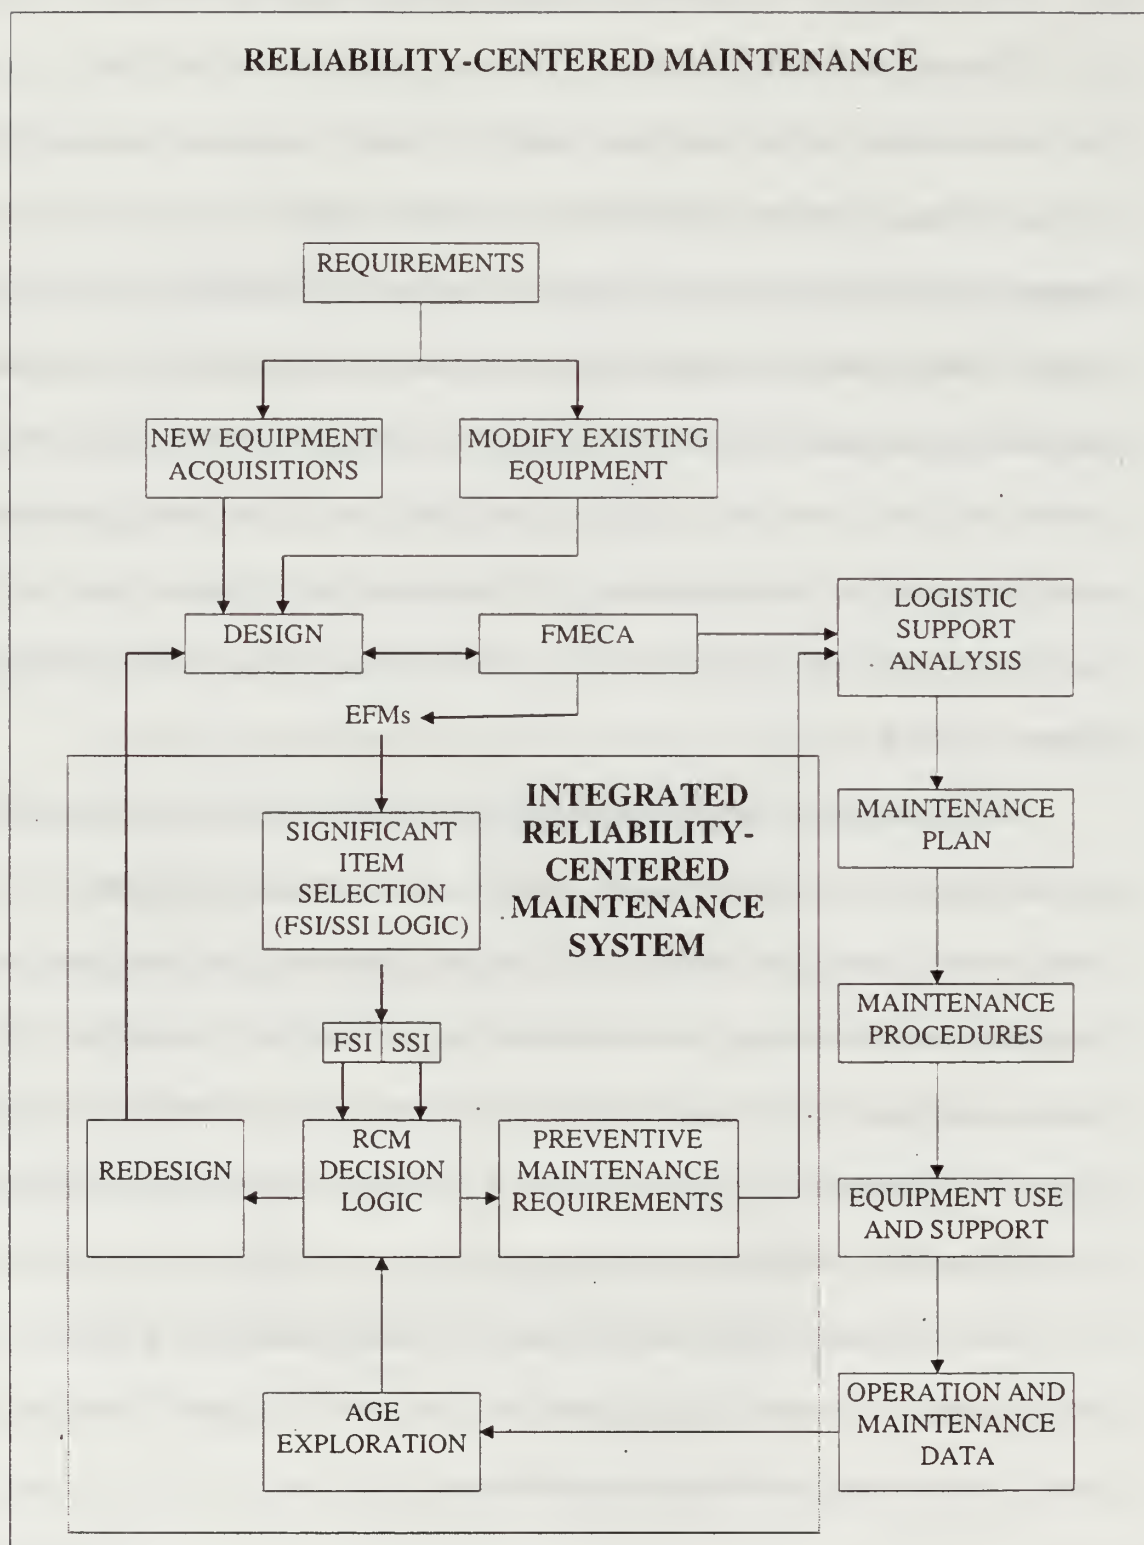 RELIABILITY-CENTERED MAINTENANCE
REQUIREMENTS
NEW EQUIPMENT
ACQUISITIONS
MODIFY EXISTING
EQUIPMENT
DESIGN
FMECA
LOGISTIC
SUPPORT
ANALYSIS
EFMs
INTEGRATED
RELIABILITY-
CENTERED
MAINTENANCE
SYSTEM
SIGNIFICANT
ITEM
SELECTION
(FSI/SSI LOGIC)
MAINTENANCE
PLAN
MAINTENANCE
PROCEDURES
FSI SSI
REDESIGN
RCM
DECISION
LOGIC
PREVENTIVE
MAINTENANCE
REQUIREMENTS
EQUIPMENT USE
AND SUPPORT
AGE
EXPLORATION
OPERATION AND
MAINTENANCE
DATA